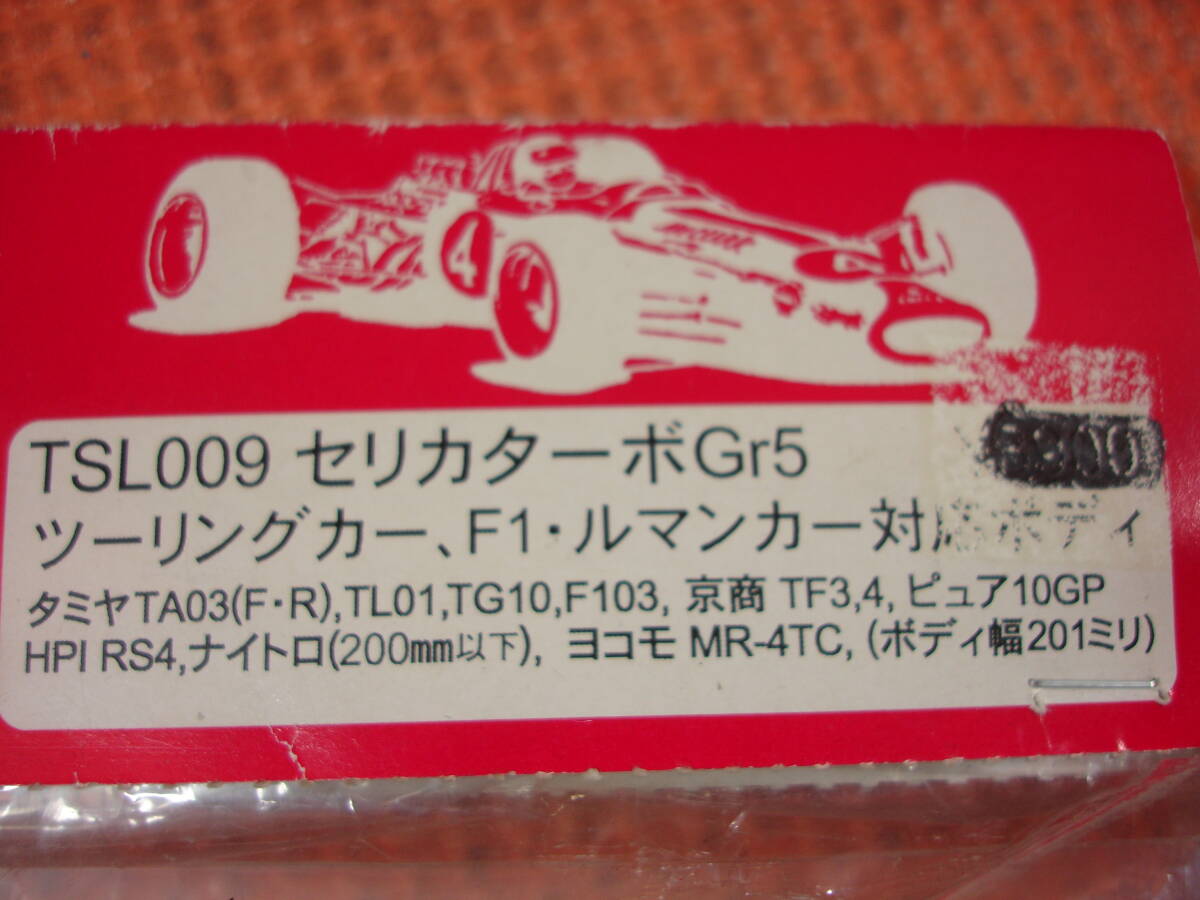 4
TSL009 セリカターボGr5
ツーリングカー、F1・ルマンカー対応ボディ
タミヤTA03(F・R),TL01,TG10,F103, 京商 TF3,4, ピュア10GP
HPI RS4,ナイトロ(200㎜以下), ヨコモ MR-4TC, (ボディ幅201ミリ)